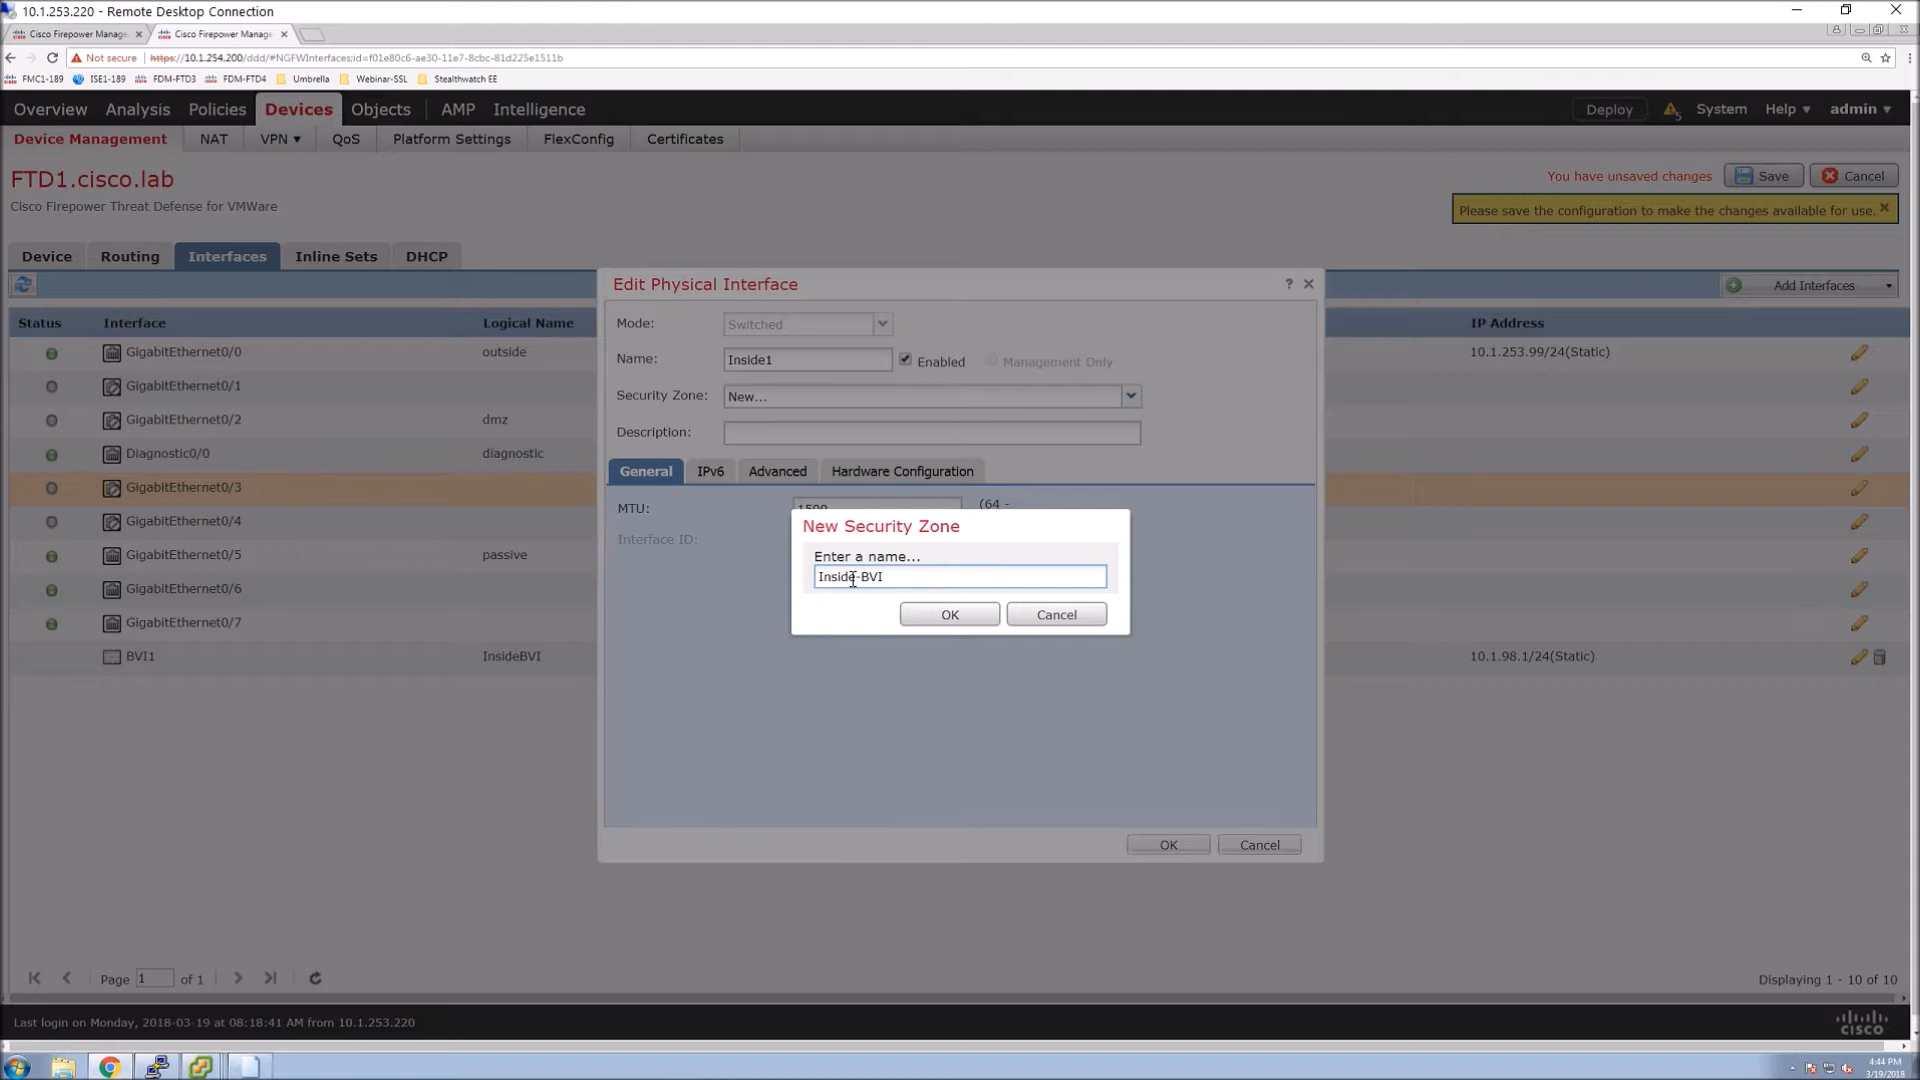 10.1.253.220 - Remote Desktop Connection
Cisco Firepower Manage Cisco Firepower Manage
Not secure https://10.1.254.200/ddd/#NGFWInterfaces;id=f01e80c6-ae30-11e7-8cbc-81d225e1511b
FMC1-189 ISE1-189 FDM-FTD3 FDM-FTD4 Umbrella Webinar-SSL Stealthwatch EE
Overview Analysis Policies Devices Objects AMP Intelligence Deploy 5 System Help admin
Device Management NAT VPN QoS Platform Settings FlexConfig Certificates
FTD1.cisco.lab You have unsaved changes Save Cancel
Cisco Firepower Threat Defense for VMWare
Please save the configuration to make the changes available for use.
Device Routing Interfaces Inline Sets DHCP
Edit Physical Interface ? Add Interfaces
Status Interface Logical Name IP Address
Mode: Switched
GigabitEthernet0/0 outside 10.1.253.99/24(Static)
Name: Inside1 Enabled Management Only
GigabitEthernet0/1
Security Zone: New...
GigabitEthernet0/2 dmz
Description:
Diagnostic0/0 diagnostic
General IPv6 Advanced Hardware Configuration
GigabitEthernet0/3
MTU: 1500 (64 -
GigabitEthernet0/4
New Security Zone
Interface ID:
GigabitEthernet0/5 passive
Enter a name...
Inside-BVI
GigabitEthernet0/6
OK Cancel
GigabitEthernet0/7
BVI1 InsideBVI 10.1.98.1/24(Static)
OK Cancel
Page 1 of 1 Displaying 1 - 10 of 10
Last login on Monday, 2018-03-19 at 08:18:41 AM from 10.1.253.220
CISCO
4:44 PM
3/19/2018